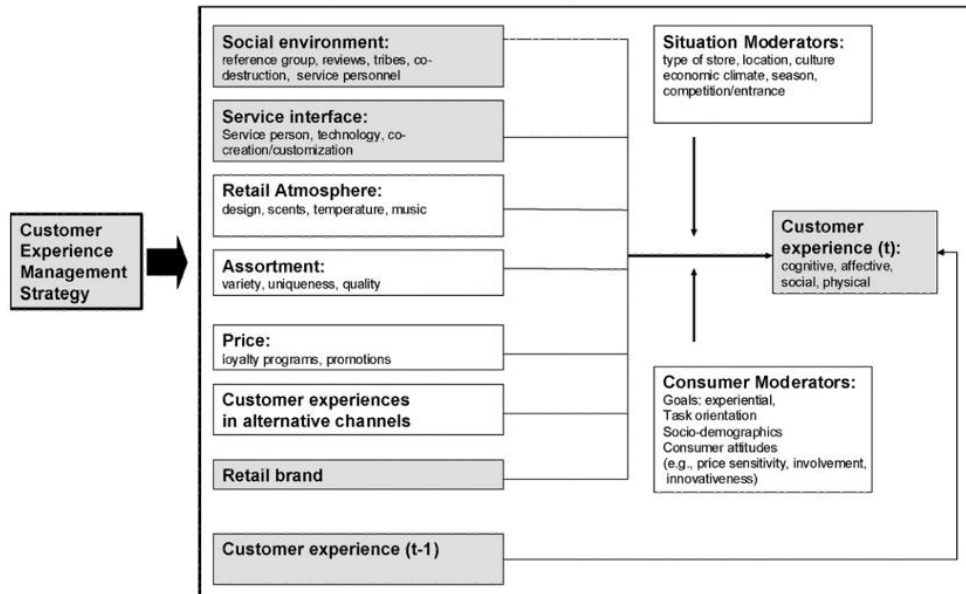 Customer
Experience
Management
Strategy
Social environment:
reference group, reviews, tribes, co-
destruction, service personnel
Service interface:
Service person, technology, co-
creation/customization
Retail Atmosphere:
design, scents, temperature, music
Assortment:
variety, uniqueness, quality
Price:
loyalty programs, promotions
Customer experiences
in alternative channels
Retail brand
Customer experience (t-1)
Situation Moderators:
type of store, location, culture
economic climate, season,
competition/entrance
Consumer Moderators:
Goals: experiential,
Task orientation
Socio-demographics
Consumer attitudes
(e.g., price sensitivity, involvement,
innovativeness)
Customer
experience (t):
cognitive, affective,
social, physical